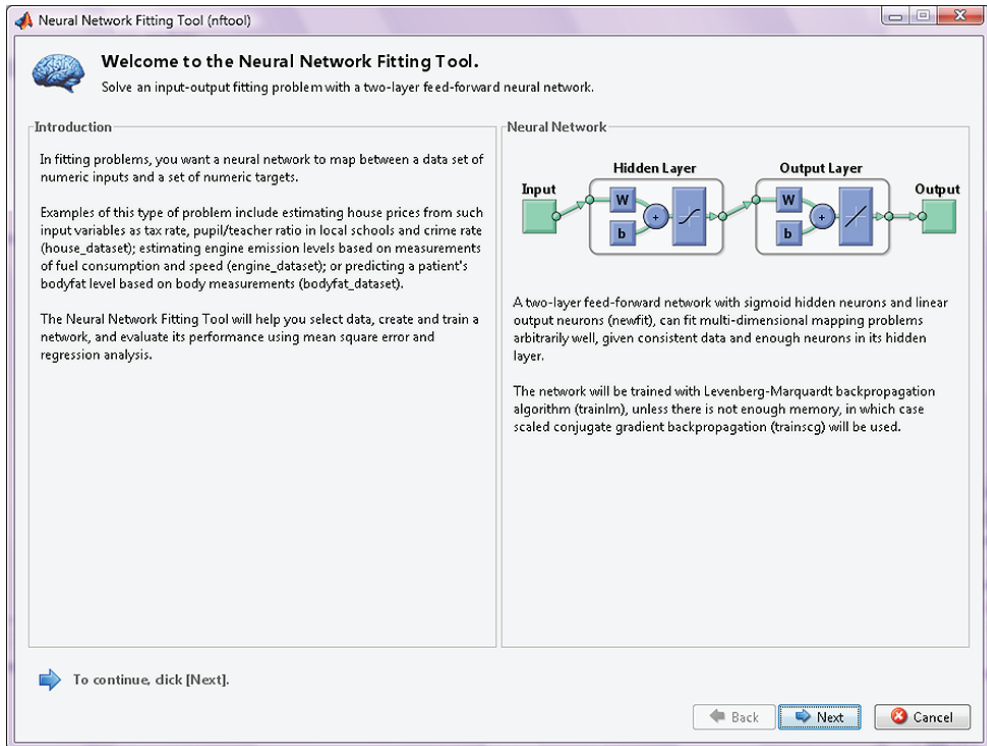 Neural Network Fitting Tool (nftool)
Welcome to the Neural Network Fitting Tool.
Solve an input-output fitting problem with a two-layer feed-forward neural network.
Introduction
In fitting problems, you want a neural network to map between a data set of
numeric inputs and a set of numeric targets.
Examples of this type of problem include estimating house prices from such
input variables as tax rate, pupil/teacher ratio in local schools and crime rate
(house_dataset); estimating engine emission levels based on measurements
of fuel consumption and speed (engine_dataset); or predicting a patient's
bodyfat level based on body measurements (bodyfat_dataset).
The Neural Network Fitting Tool will help you select data, create and train a
network, and evaluate its performance using mean square error and
regression analysis.
Neural Network
Hidden Layer
Output Layer
Input
Output
W
b
+
W
b
+
A two-layer feed-forward network with sigmoid hidden neurons and linear
output neurons (newfit), can fit multi-dimensional mapping problems
arbitrarily well, given consistent data and enough neurons in its hidden
layer.
The network will be trained with Levenberg-Marquardt backpropagation
algorithm (trainlm), unless there is not enough memory, in which case
scaled conjugate gradient backpropagation (trainscg) will be used.
To continue, click [Next].
Back
Next
Cancel